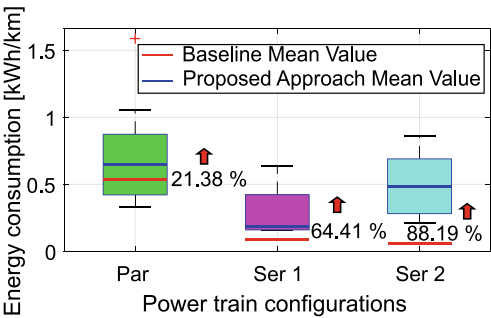 Energy consumption [kWh/km]
1.5
1
0.5
0
Baseline Mean Value
Proposed Approach Mean Value
21.38 %
64.41 %
88.19 %
Par
Ser 1
Ser 2
Power train configurations